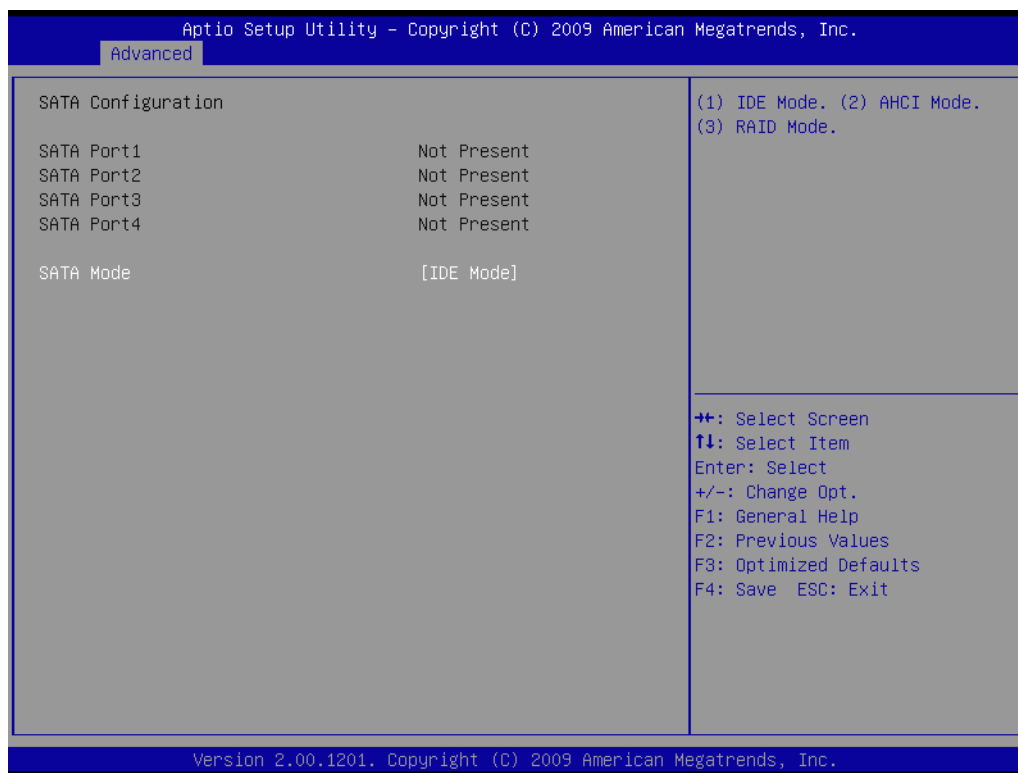 Aptio Setup Utility – Copyright (C) 2009 American Megatrends, Inc.
Advanced
SATA Configuration
SATA Port1 Not Present
SATA Port2 Not Present
SATA Port3 Not Present
SATA Port4 Not Present
SATA Mode [IDE Mode]
(1) IDE Mode. (2) AHCI Mode.
(3) RAID Mode.
→←: Select Screen
↑↓: Select Item
Enter: Select
+/-: Change Opt.
F1: General Help
F2: Previous Values
F3: Optimized Defaults
F4: Save ESC: Exit
Version 2.00.1201. Copyright (C) 2009 American Megatrends, Inc.